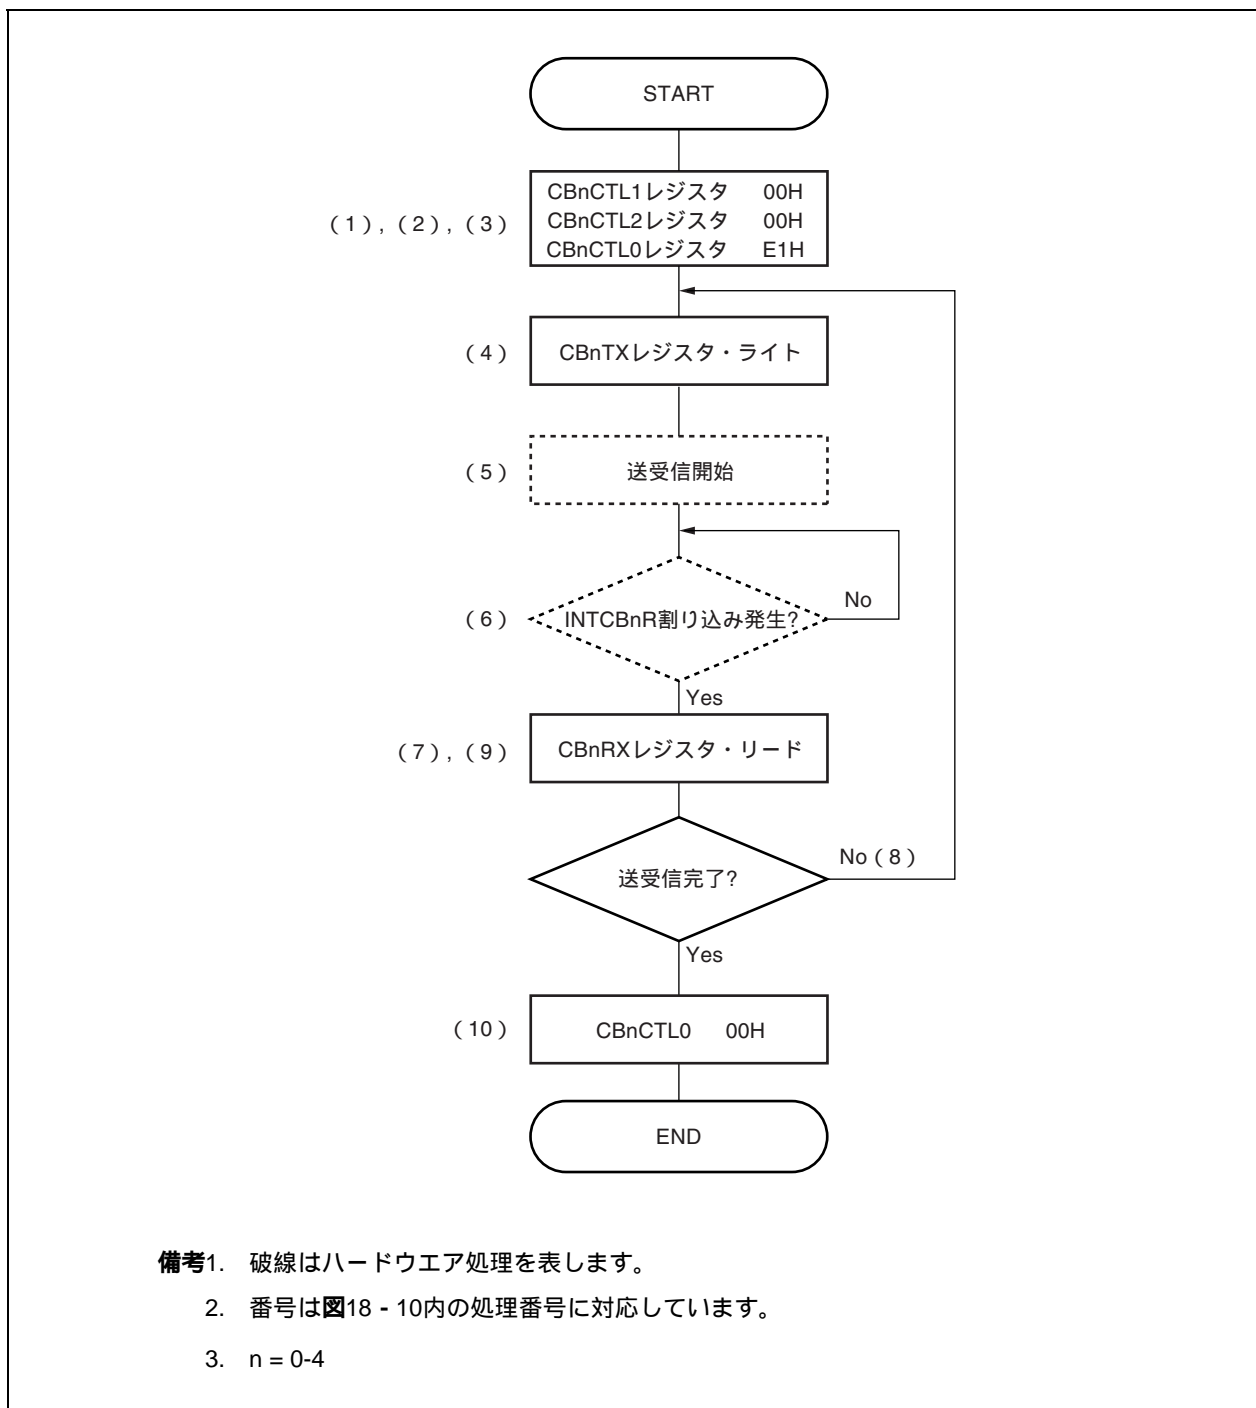 START
(1),(2),(3)
CBnCTL1レジスタ 00H
CBnCTL2レジスタ 00H
CBnCTL0レジスタ E1H
(4)
CBnTXレジスタ・ライト
(5)
送受信開始
(6)
INTCBnR割り込み発生?
No
Yes
(7),(9)
CBnRXレジスタ・リード
送受信完了?
No(8)
Yes
(10)
CBnCTL0 00H
END
備考1. 破線はハードウエア処理を表します。
2. 番号は図18-10内の処理番号に対応しています。
3. n = 0-4